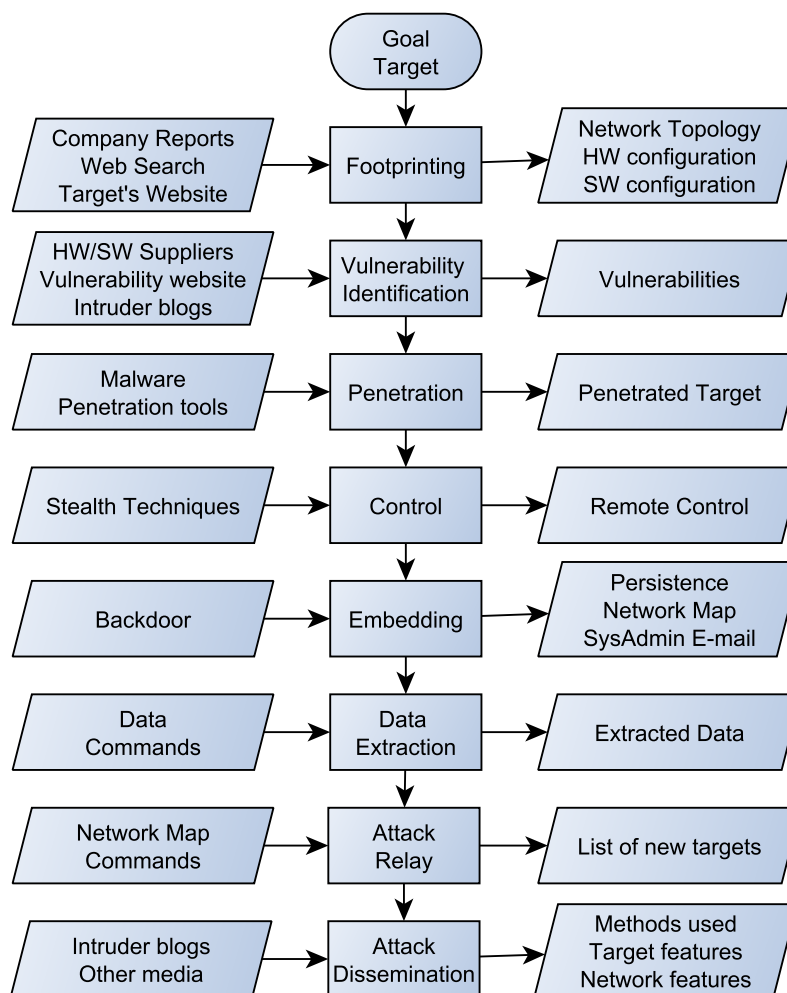 Goal
Target
Company Reports
Web Search
Target's Website
Footprinting
Network Topology
HW configuration
SW configuration
HW/SW Suppliers
Vulnerability website
Intruder blogs
Vulnerability
Identification
Vulnerabilities
Malware
Penetration tools
Penetration
Penetrated Target
Stealth Techniques
Control
Remote Control
Backdoor
Embedding
Persistence
Network Map
SysAdmin E-mail
Data
Commands
Data
Extraction
Extracted Data
Network Map
Commands
Attack
Relay
List of new targets
Intruder blogs
Other media
Attack
Dissemination
Methods used
Target features
Network features